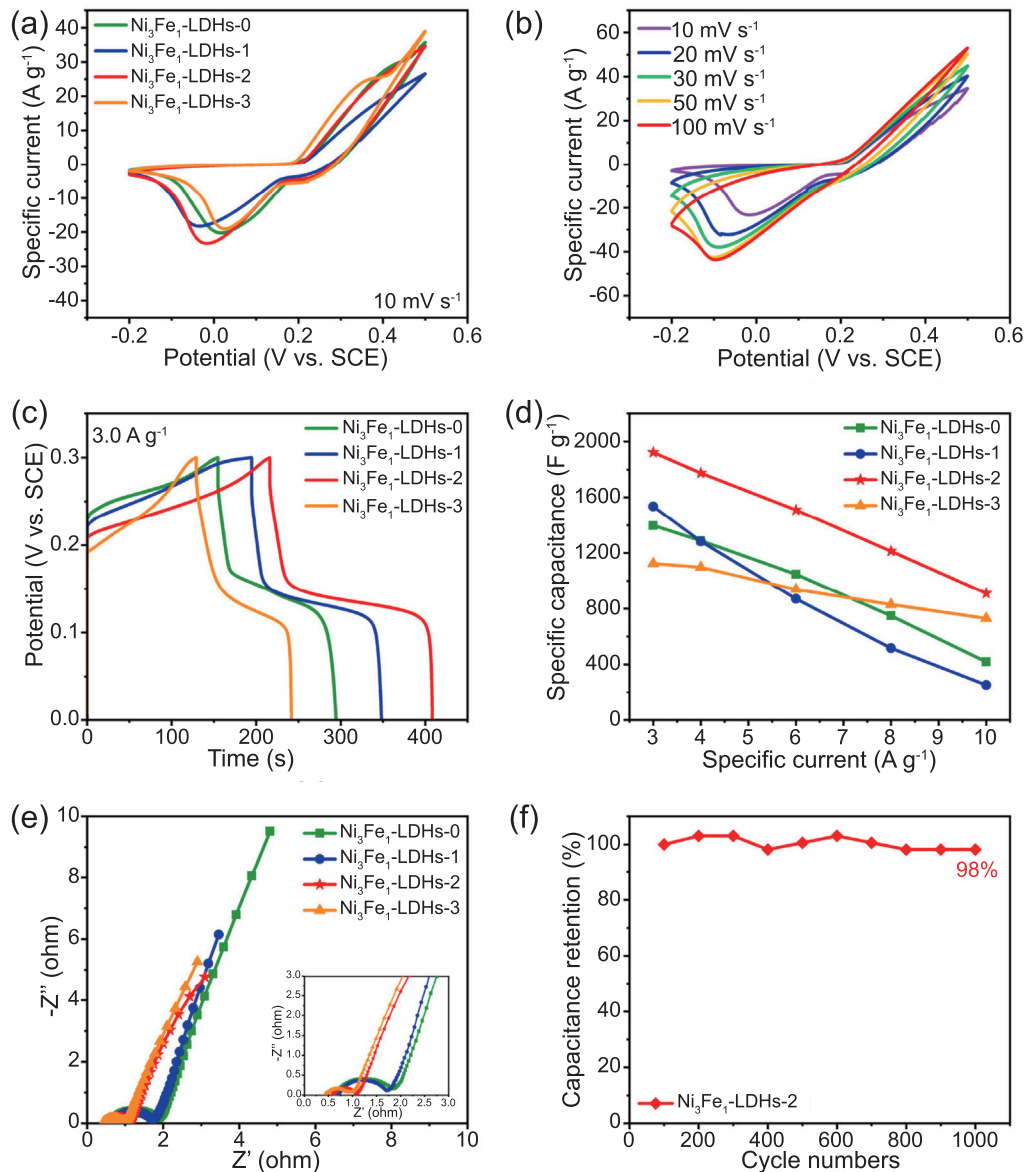 (a)
Ni₃Fe₁-LDHs-0
Ni₃Fe₁-LDHs-1
Ni₃Fe₁-LDHs-2
Ni₃Fe₁-LDHs-3
40
30
20
10
0
-10
-20
-30
-40
Specific current (A g⁻¹)
10 mV s⁻¹
-0.2
0.0
0.2
0.4
0.6
Potential (V vs. SCE)
(b)
10 mV s⁻¹
20 mV s⁻¹
30 mV s⁻¹
50 mV s⁻¹
100 mV s⁻¹
60
40
20
0
-20
-40
-60
Specific current (A g⁻¹)
-0.2
0.0
0.2
0.4
0.6
Potential (V vs. SCE)
(c)
3.0 A g⁻¹
Ni₃Fe₁-LDHs-0
Ni₃Fe₁-LDHs-1
Ni₃Fe₁-LDHs-2
Ni₃Fe₁-LDHs-3
0.3
0.2
0.1
0.0
Potential (V vs. SCE)
0
100
200
300
400
Time (s)
(d)
Ni₃Fe₁-LDHs-0
Ni₃Fe₁-LDHs-1
Ni₃Fe₁-LDHs-2
Ni₃Fe₁-LDHs-3
2000
1600
1200
800
400
0
Specific capacitance (F g⁻¹)
3
4
5
6
7
8
9
10
Specific current (A g⁻¹)
(e)
Ni₃Fe₁-LDHs-0
Ni₃Fe₁-LDHs-1
Ni₃Fe₁-LDHs-2
Ni₃Fe₁-LDHs-3
10
8
6
4
2
0
-Z" (ohm)
3.0
2.5
2.0
1.5
1.0
0.5
0.0
-Z" (ohm)
0.0
0.5
1.0
1.5
2.0
2.5
3.0
Z' (ohm)
0
2
4
6
8
10
Z' (ohm)
(f)
120
100
80
60
40
20
0
Capacitance retention (%)
98%
Ni₃Fe₁-LDHs-2
0
200
400
600
800
1000
Cycle numbers